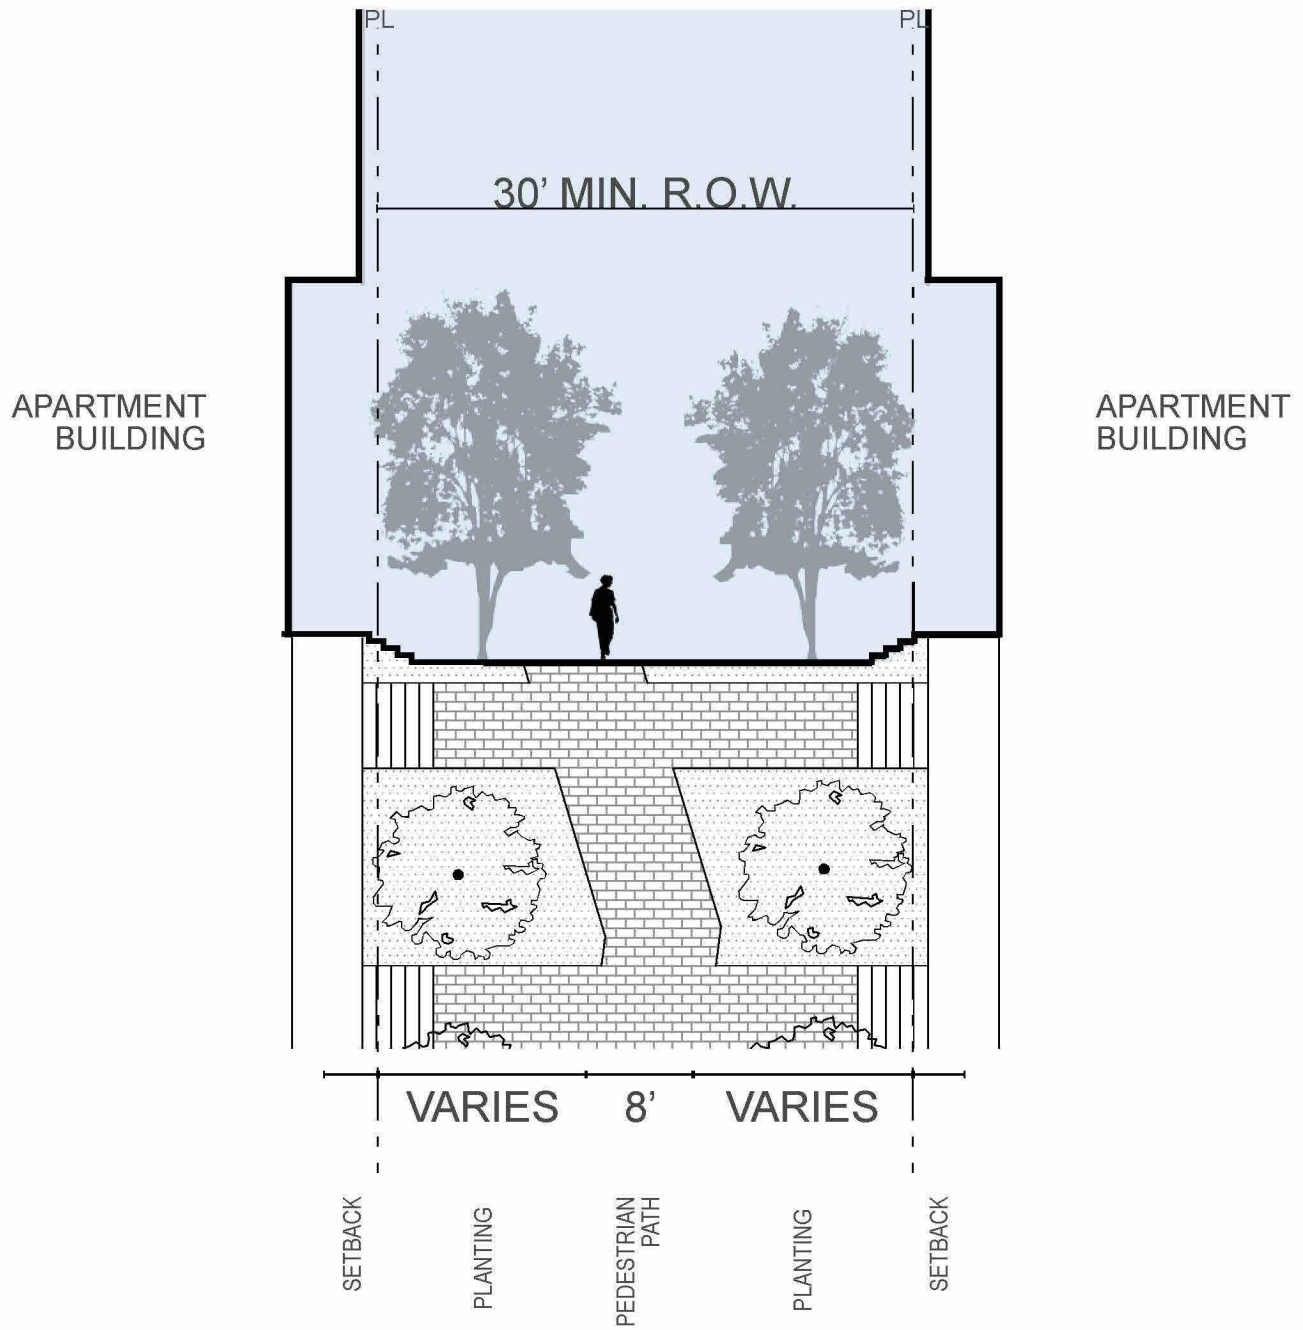 PL
PL
30’ MIN. R.O.W.
APARTMENT
BUILDING
APARTMENT
BUILDING
VARIES
8’
VARIES
SETBACK
PLANTING
PEDESTRIAN
PATH
PLANTING
SETBACK